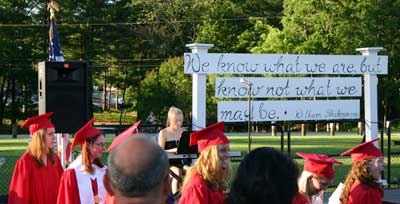 We know what we are, but
know not what we
may be. William Shakespeare